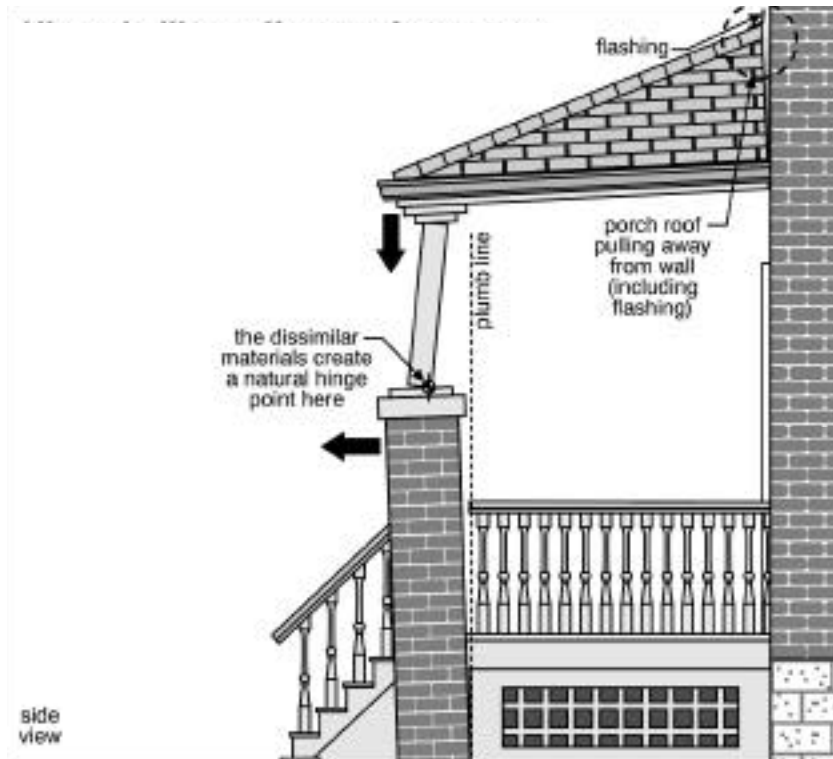 flashing
porch roof
pulling away
from wall
(including
flashing)
plumb line
the dissimilar
materials create
a natural hinge
point here
side
view